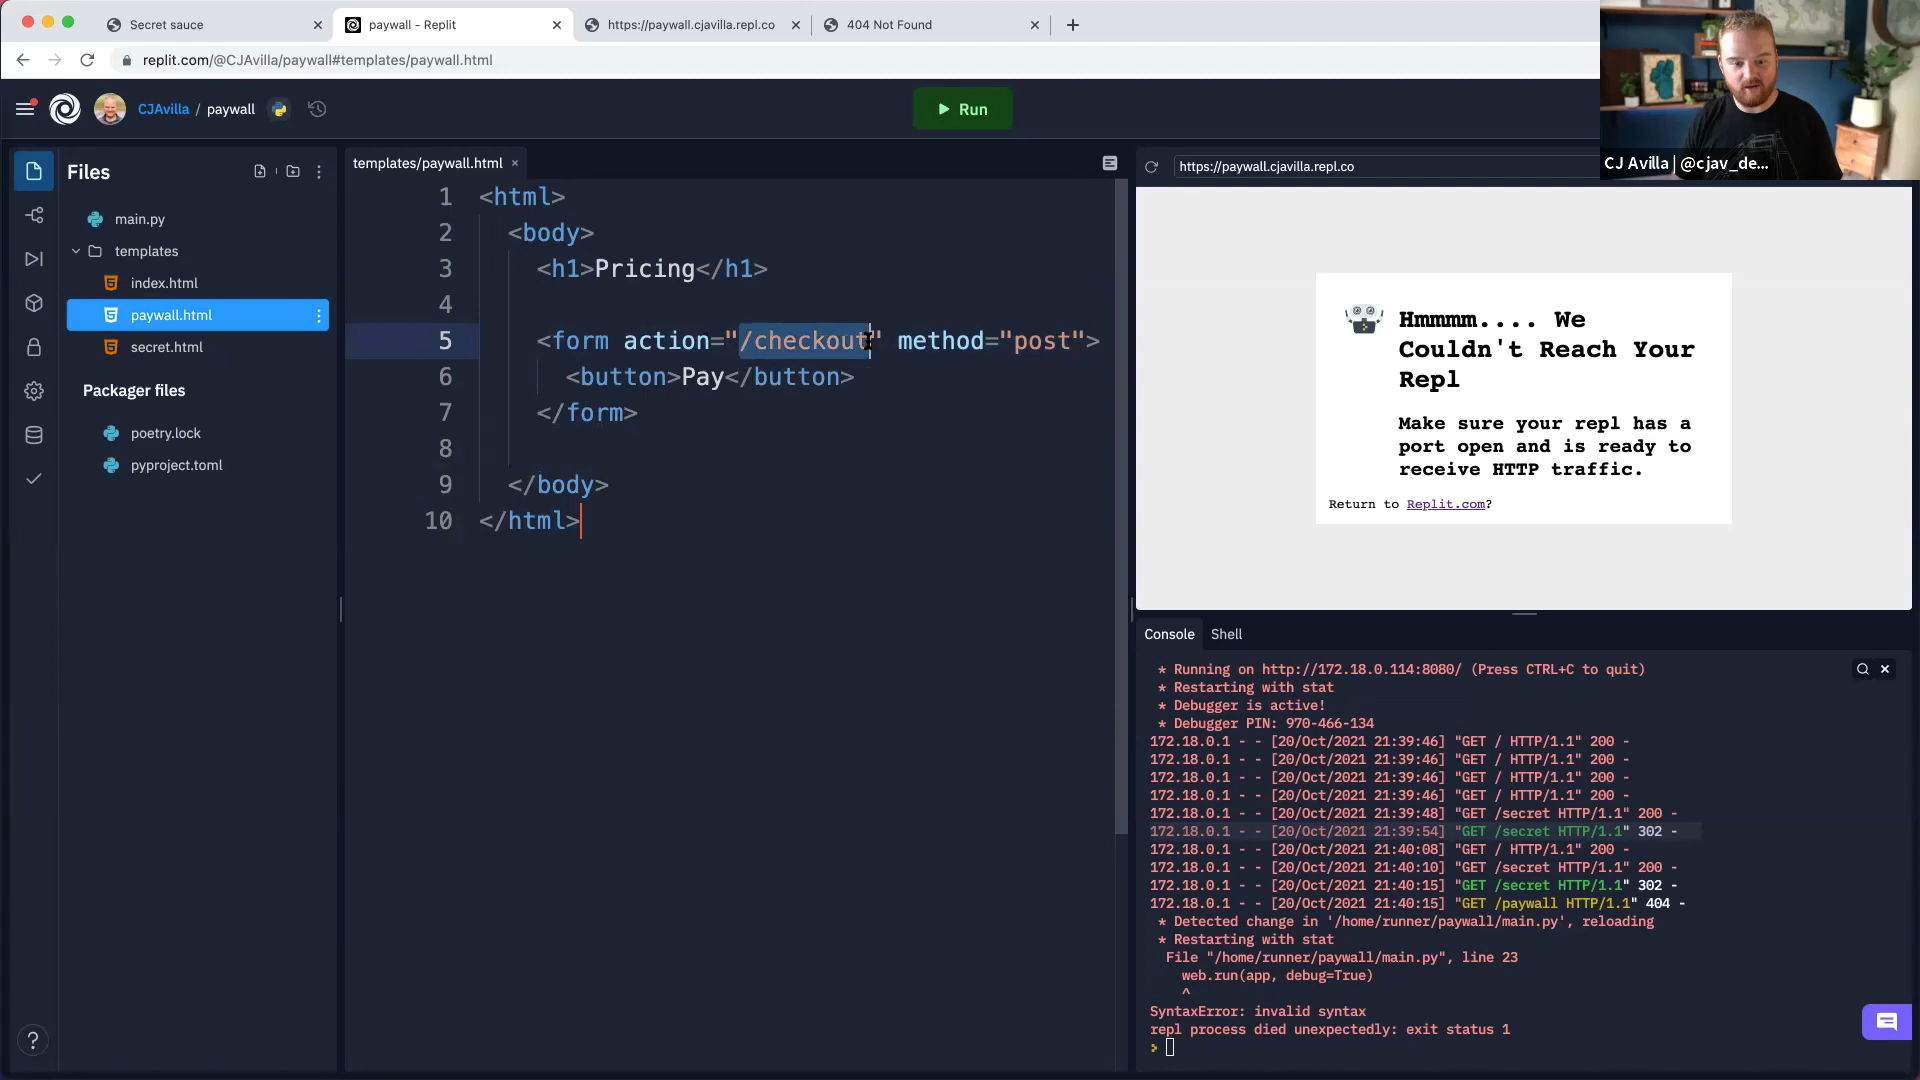 Secret sauce
paywall - Replit
https://paywall.cjavilla.repl.co
404 Not Found
replit.com/@CJAvilla/paywall#templates/paywall.html
CJAvilla / paywall
Run
CJ Avilla | @cjav_de...
Files
main.py
templates
index.html
paywall.html
secret.html
Packager files
poetry.lock
pyproject.toml
templates/paywall.html
1 <html>
2 <body>
3 <h1>Pricing</h1>
4
5 <form action="/checkout" method="post">
6 <button>Pay</button>
7 </form>
8
9 </body>
10 </html>
https://paywall.cjavilla.repl.co
Hmmmm.... We
Couldn't Reach Your
Repl
Make sure your repl has a
port open and is ready to
receive HTTP traffic.
Return to Replit.com?
Console Shell
* Running on http://172.18.0.114:8080/ (Press CTRL+C to quit)
* Restarting with stat
* Debugger is active!
* Debugger PIN: 970-466-134
172.18.0.1 - - [20/Oct/2021 21:39:46] "GET / HTTP/1.1" 200 -
172.18.0.1 - - [20/Oct/2021 21:39:46] "GET / HTTP/1.1" 200 -
172.18.0.1 - - [20/Oct/2021 21:39:46] "GET / HTTP/1.1" 200 -
172.18.0.1 - - [20/Oct/2021 21:39:46] "GET / HTTP/1.1" 200 -
172.18.0.1 - - [20/Oct/2021 21:39:48] "GET /secret HTTP/1.1" 200 -
172.18.0.1 - - [20/Oct/2021 21:39:54] "GET /secret HTTP/1.1" 302 -
172.18.0.1 - - [20/Oct/2021 21:40:08] "GET / HTTP/1.1" 200 -
172.18.0.1 - - [20/Oct/2021 21:40:10] "GET /secret HTTP/1.1" 200 -
172.18.0.1 - - [20/Oct/2021 21:40:15] "GET /secret HTTP/1.1" 302 -
172.18.0.1 - - [20/Oct/2021 21:40:15] "GET /paywall HTTP/1.1" 404 -
* Detected change in '/home/runner/paywall/main.py', reloading
* Restarting with stat
File "/home/runner/paywall/main.py", line 23
web.run(app, debug=True)
^
SyntaxError: invalid syntax
repl process died unexpectedly: exit status 1